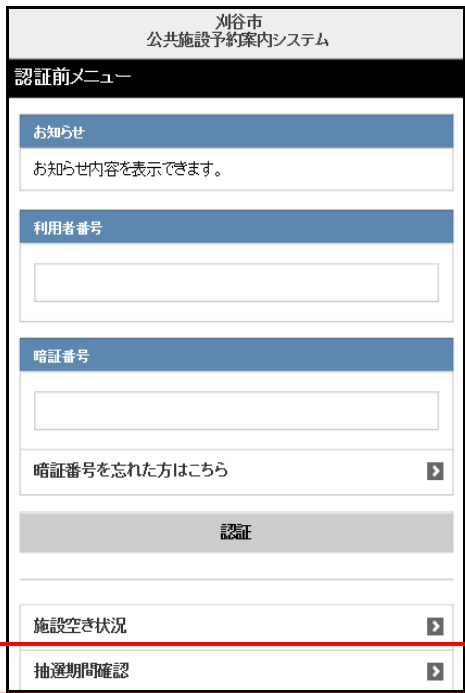 刈谷市
公共施設予約案内システム
認証前メニュー
お知らせ
お知らせ内容を表示できます。
利用者番号
暗証番号
暗証番号を忘れた方はこちら
認証
施設空き状況
抽選期間確認